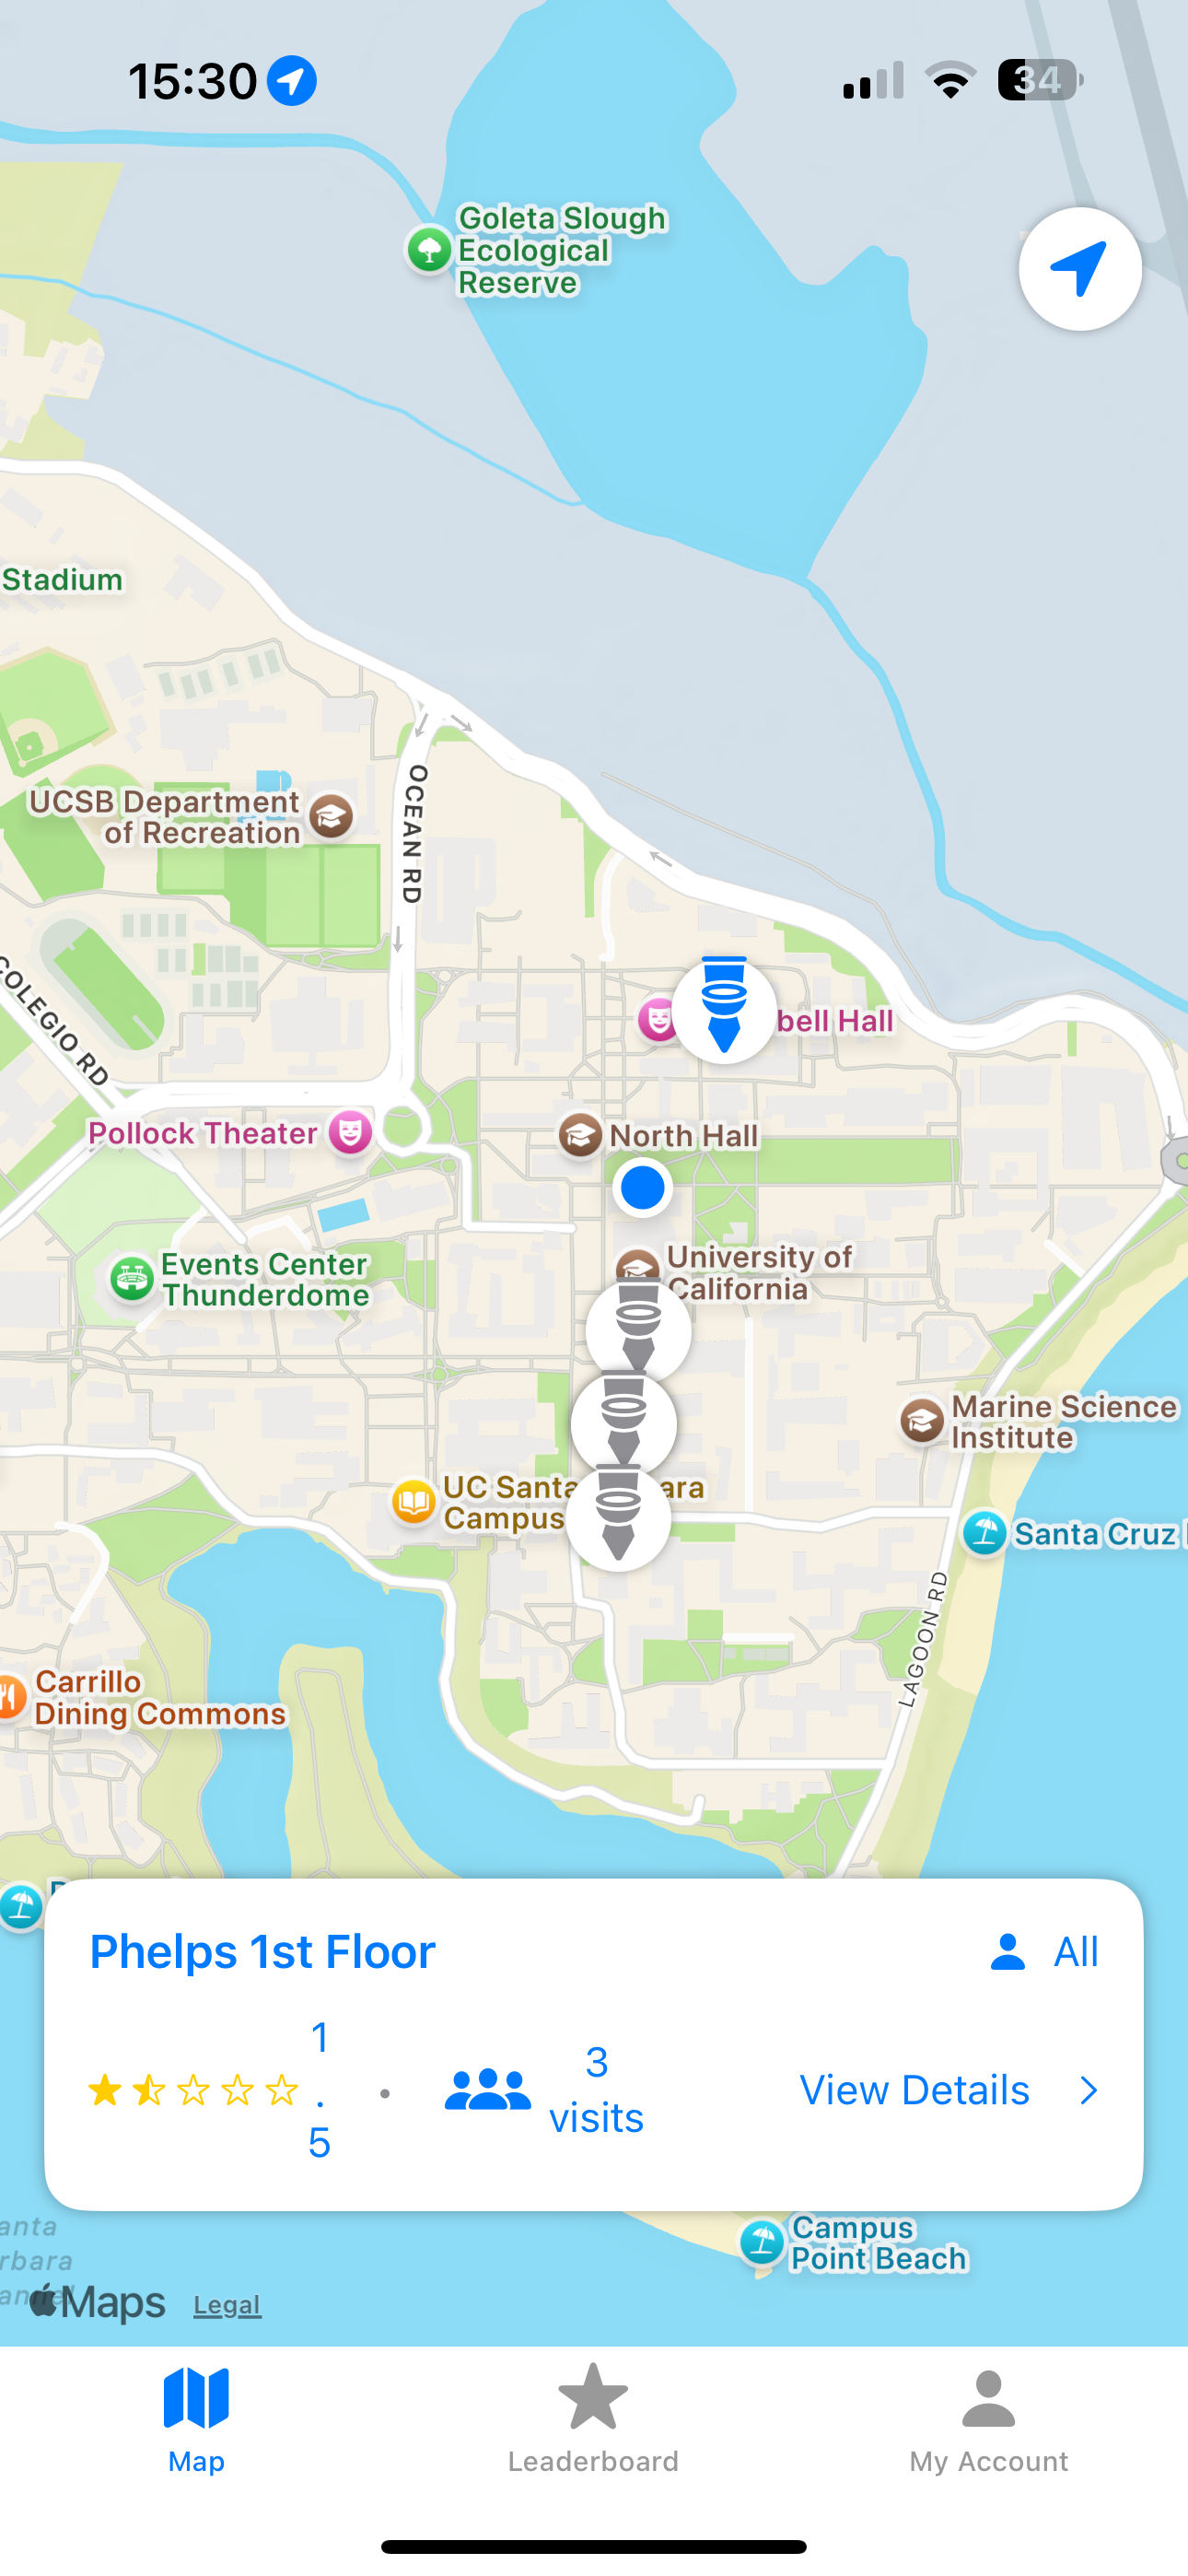 15:30
34
Goleta Slough
Ecological
Reserve
Stadium
UCSB Department
of Recreation
OCEAN RD
COLEGIO RD
bell Hall
Pollock Theater
North Hall
Events Center
Thunderdome
University of
California
Marine Science
Institute
UC Santa ara
Campus
Santa Cruz
LAGOON RD
Carrillo
Dining Commons
Phelps 1st Floor
All
1.5
3
visits
View Details
Campus
Point Beach
anta
rbara
Maps
Legal
Map
Leaderboard
My Account